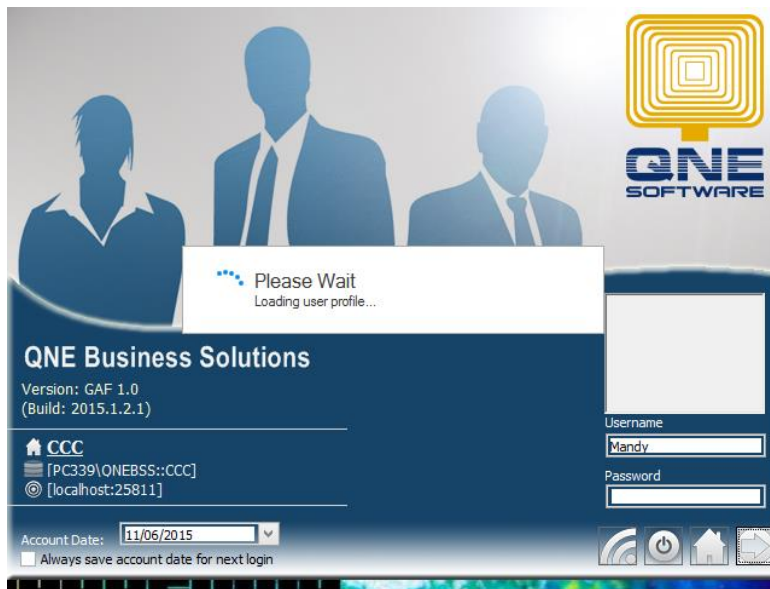 QNE
SOFTWARE
Please Wait
Loading user profile...
QNE Business Solutions
Version: GAF 1.0
(Build: 2015.1.2.1)
CCC
[PC339\QNEBSS::CCC]
[localhost:25811]
Username
Mandy
Password
Account Date: 11/06/2015
Always save account date for next login